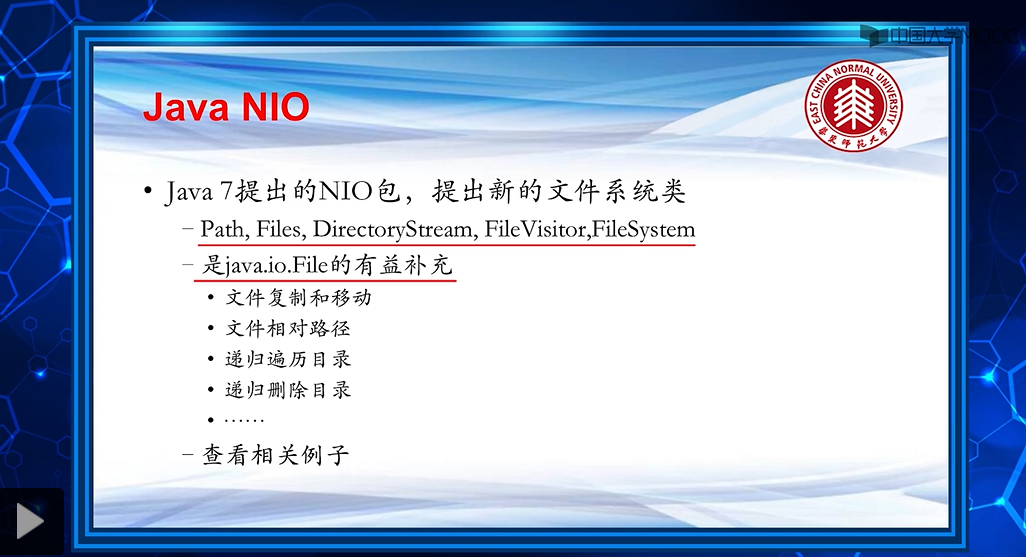 中国大学MOOC
EAST CHINA NORMAL UNIVERSITY
华东师范大学
Java NIO
• Java 7提出的NIO包，提出新的文件系统类
– Path, Files, DirectoryStream, FileVisitor,FileSystem
– 是java.io.File的有益补充
• 文件复制和移动
• 文件相对路径
• 递归遍历目录
• 递归删除目录
• ……
– 查看相关例子